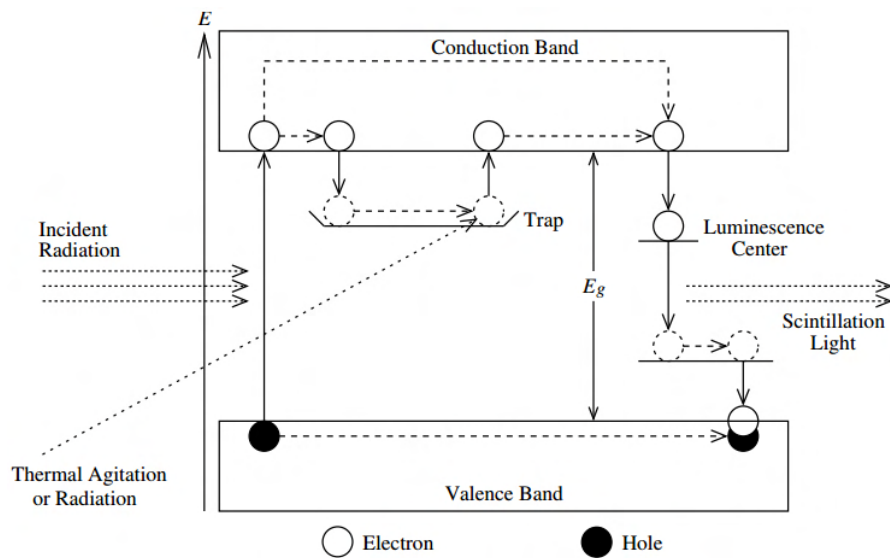 E
Conduction Band
Trap
Incident
Radiation
Luminescence
Center
Eg
Scintillation
Light
Thermal Agitation
or Radiation
Valence Band
Electron
Hole